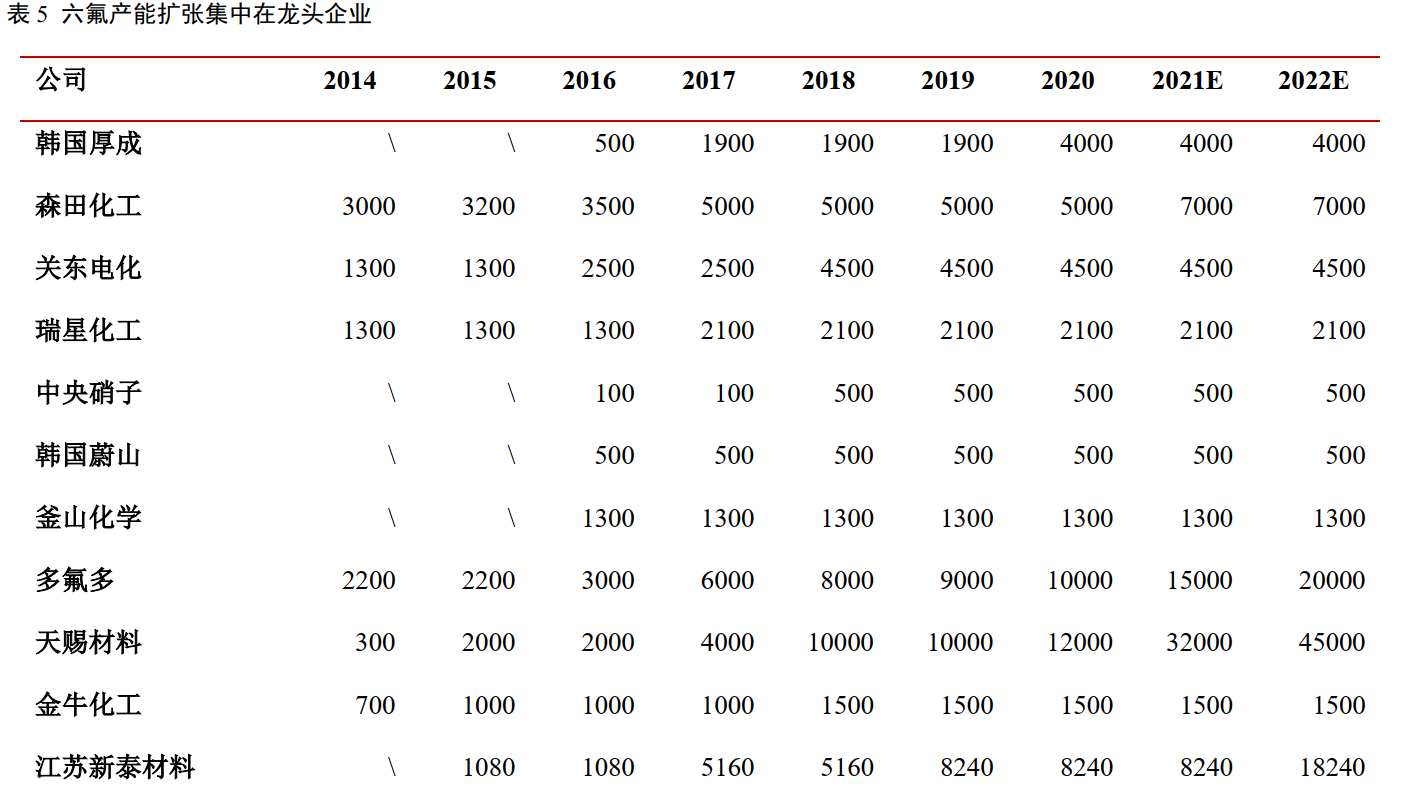 表 5 六氟产能扩张集中在龙头企业
公司 2014 2015 2016 2017 2018 2019 2020 2021E 2022E
韩国厚成 \ \ 500 1900 1900 1900 4000 4000 4000
森田化工 3000 3200 3500 5000 5000 5000 5000 7000 7000
关东电化 1300 1300 2500 2500 4500 4500 4500 4500 4500
瑞星化工 1300 1300 1300 2100 2100 2100 2100 2100 2100
中央硝子 \ \ 100 100 500 500 500 500 500
韩国蔚山 \ \ 500 500 500 500 500 500 500
釜山化学 \ \ 1300 1300 1300 1300 1300 1300 1300
多氟多 2200 2200 3000 6000 8000 9000 10000 15000 20000
天赐材料 300 2000 2000 4000 10000 10000 12000 32000 45000
金牛化工 700 1000 1000 1000 1500 1500 1500 1500 1500
江苏新泰材料 \ 1080 1080 5160 5160 8240 8240 8240 18240